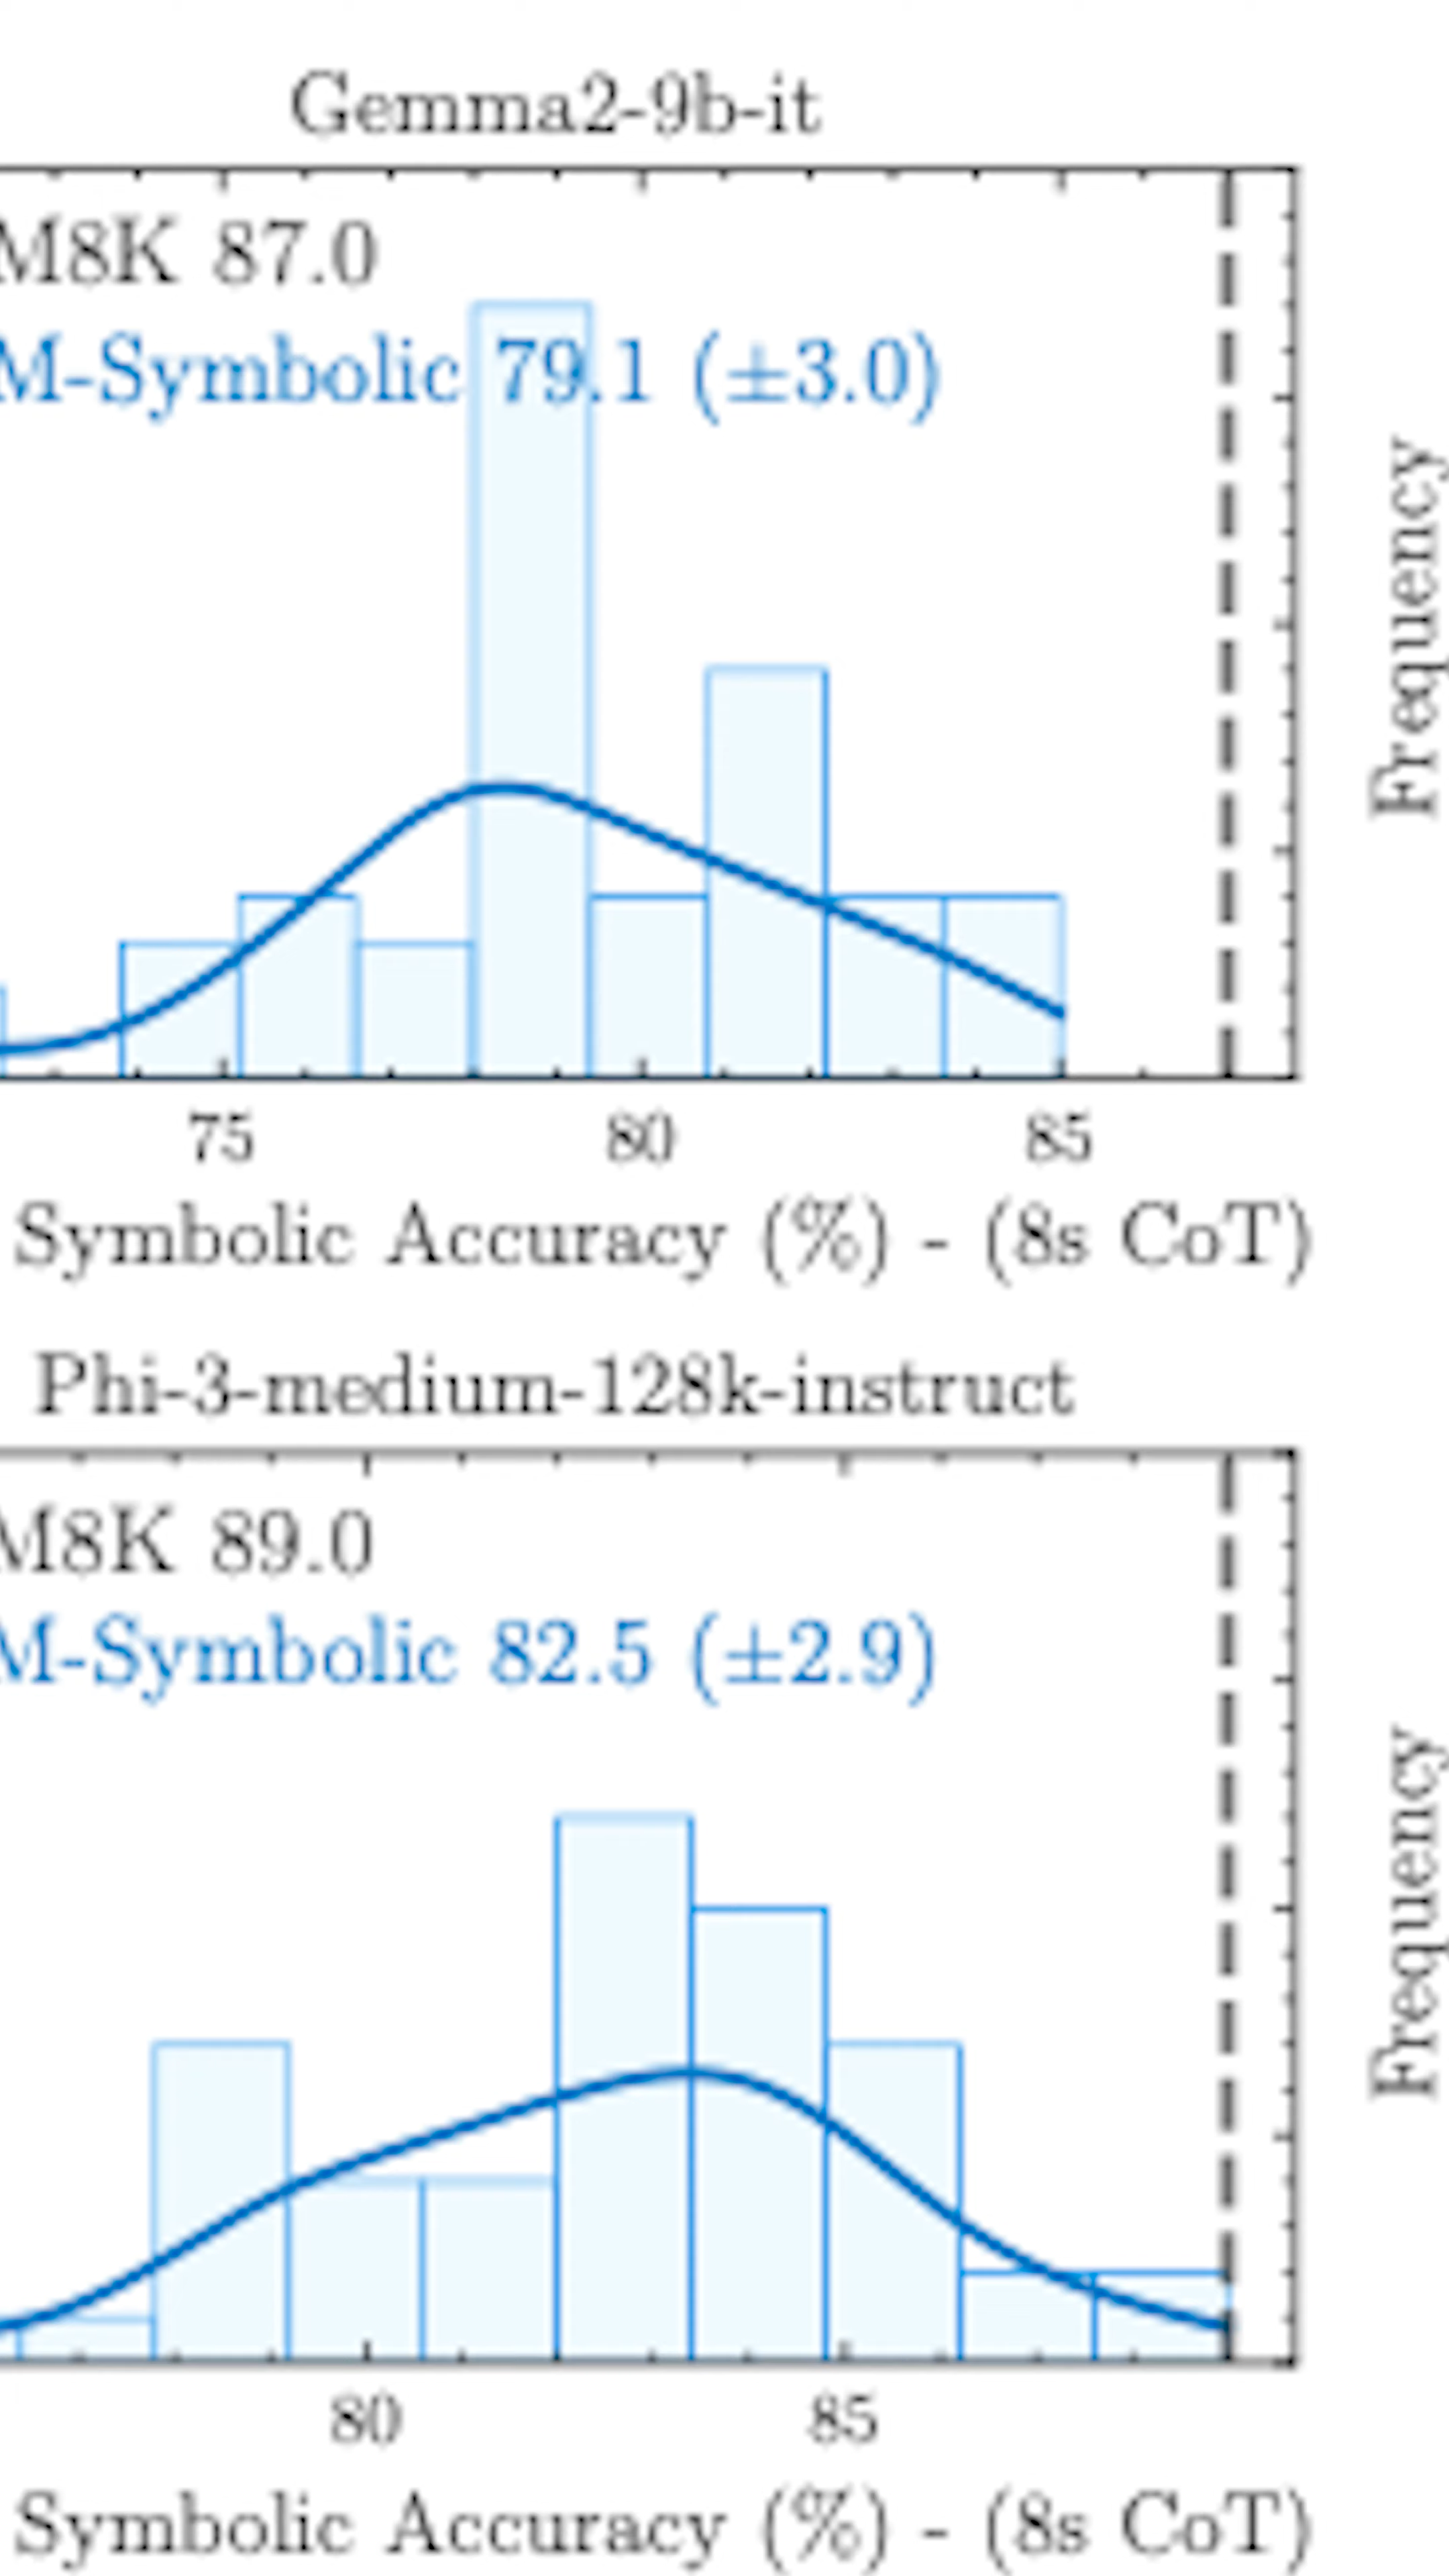 Gemma2-9b-it
M8K 87.0
M-Symbolic 79.1 (±3.0)
Frequency
75 80 85
Symbolic Accuracy (%) - (8s CoT)
Phi-3-medium-128k-instruct
M8K 89.0
M-Symbolic 82.5 (±2.9)
Frequency
80 85
Symbolic Accuracy (%) - (8s CoT)